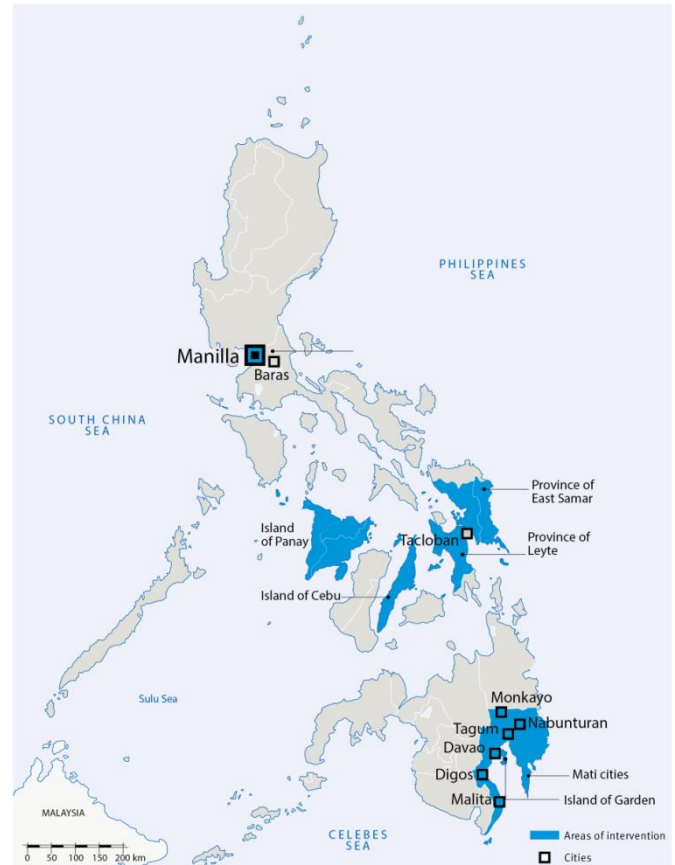 PHILIPPINES
SEA
Manilla
Baras
SOUTH CHINA
SEA
Province of
East Samar
Island
of Panay
Tacloban
Province of
Leyte
Island of Cebu
Sulu Sea
Monkayo
Nabunturan
Tagum
Davao
Digos
Mati cities
Malita
Island of Garden
MALAYSIA
CELEBES
SEA
Areas of intervention
0 50 100 150 200 km
Cities